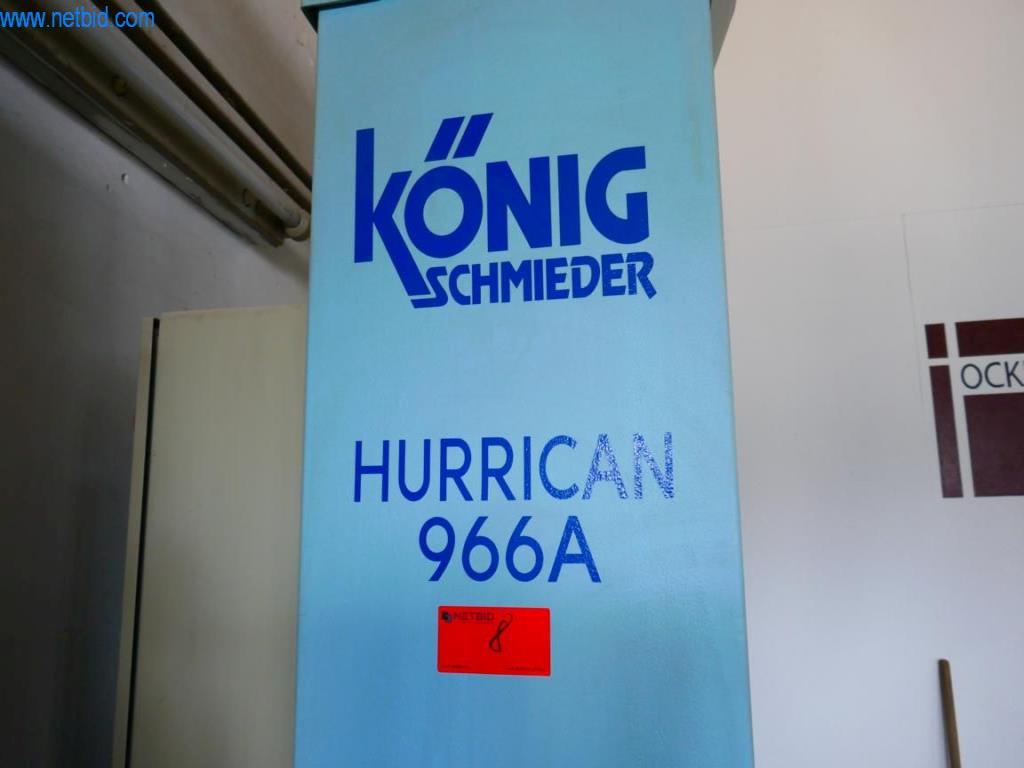 www.netbid.com
KÖNIG
SCHMIEDER
OCK
HURRICAN
966A
NETBID
8